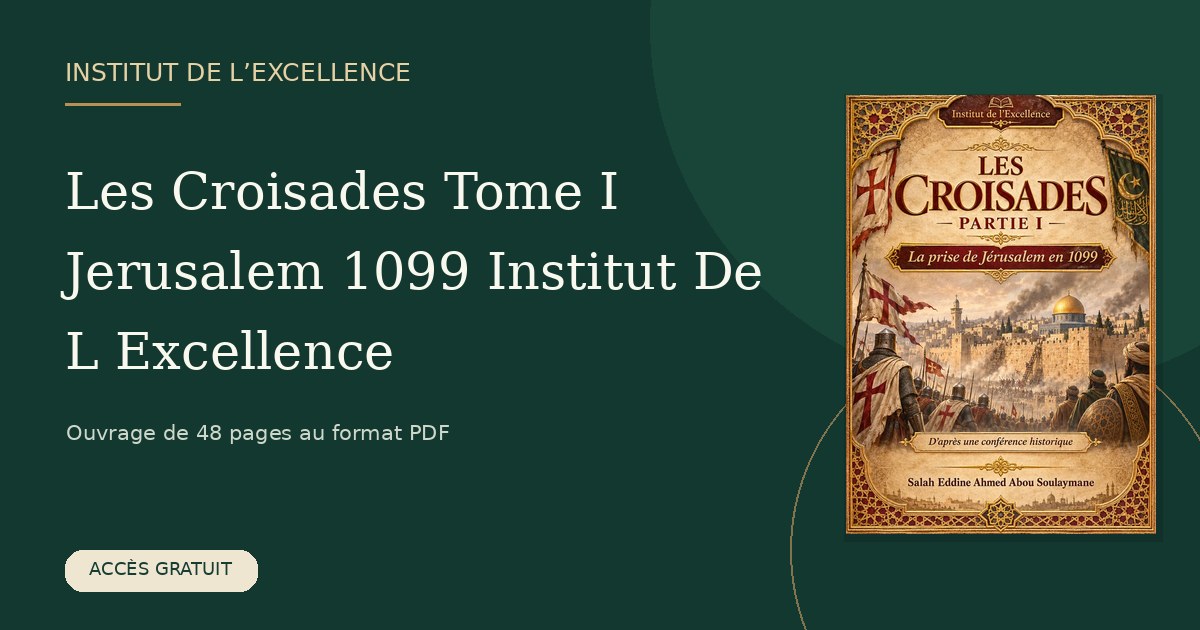 INSTITUT DE L’EXCELLENCE
Les Croisades Tome I
Jerusalem 1099 Institut De
L Excellence
Ouvrage de 48 pages au format PDF
ACCÈS GRATUIT
Institut de l'Excellence
LES
CROISADES
PARTIE I
La prise de Jérusalem en 1099
D'après une conférence historique
Salah Eddine Ahmed Abou Soulaymane